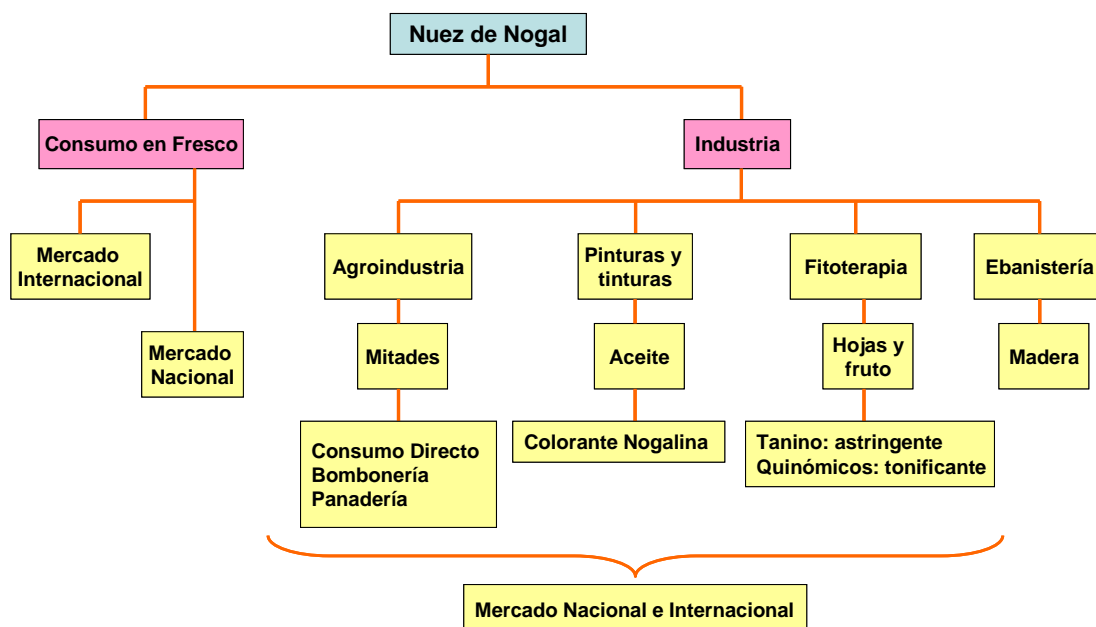 Nuez de Nogal
Consumo en Fresco
Industria
Mercado
Internacional
Mercado
Nacional
Agroindustria
Pinturas y
tinturas
Fitoterapia
Ebanistería
Mitades
Aceite
Hojas y
fruto
Madera
Consumo Directo
Bombonería
Panadería
Colorante Nogalina
Tanino: astringente
Quinómicos: tonificante
Mercado Nacional e Internacional